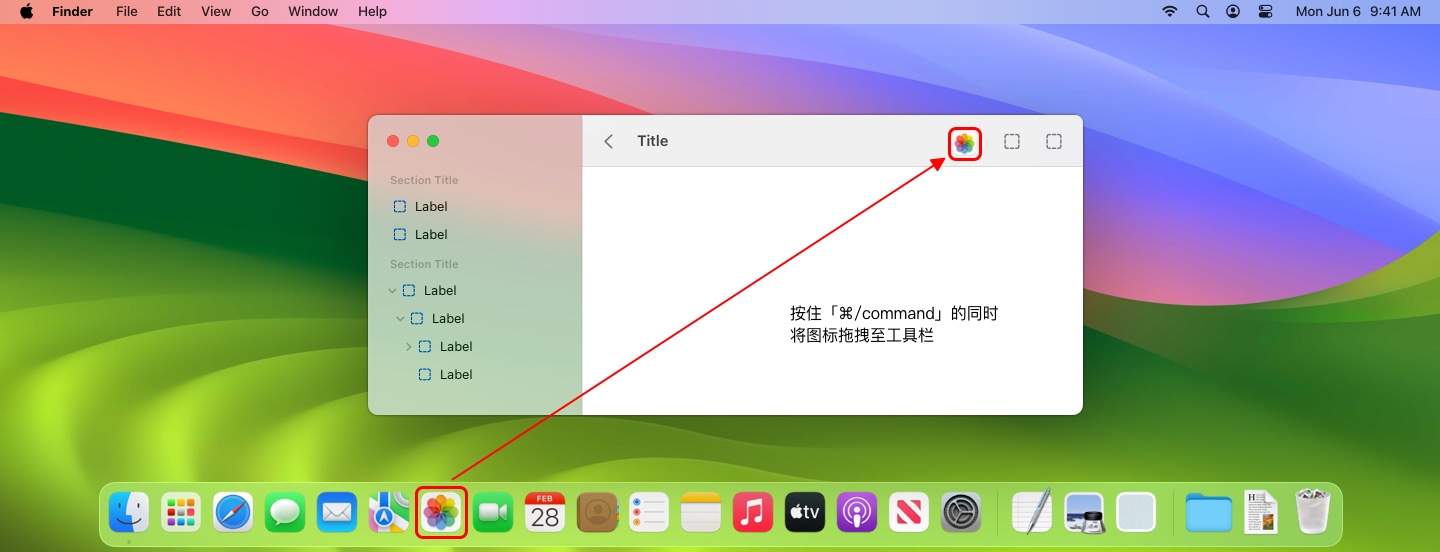 Finder File Edit View Go Window Help Mon Jun 6 9:41 AM
Title
Section Title
Label
Label
Section Title
Label
Label
Label
Label
按住「⌘/command」的同时
将图标拖拽至工具栏
FEB
28
tv